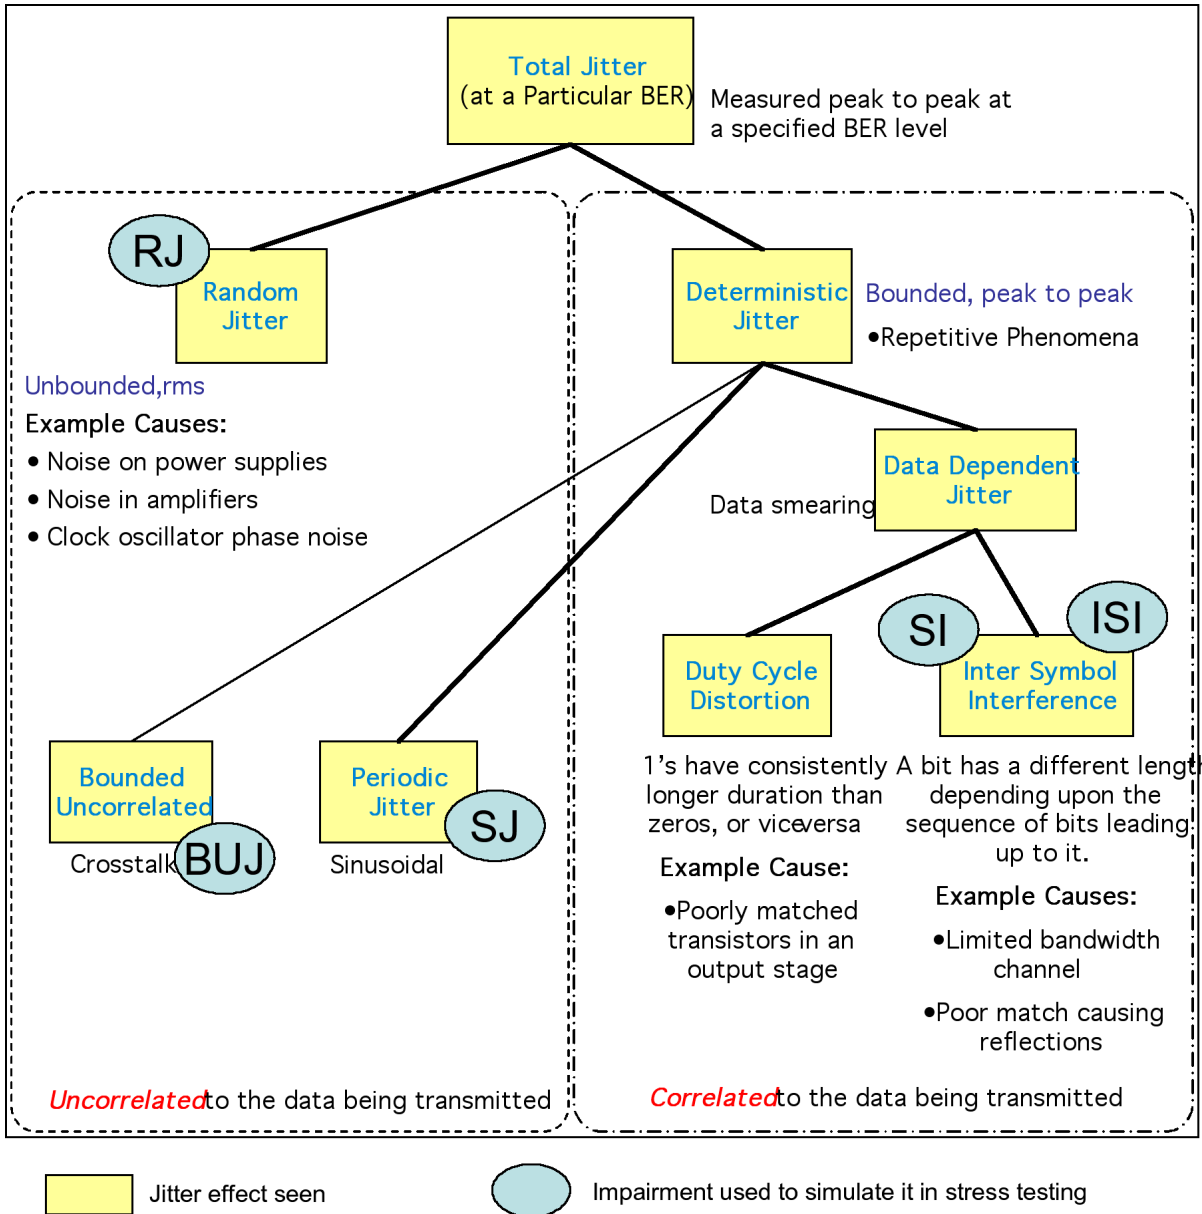 Total Jitter
(at a Particular BER)
Measured peak to peak at
a specified BER level
RJ
Random
Jitter
Unbounded,rms
Example Causes:
• Noise on power supplies
• Noise in amplifiers
• Clock oscillator phase noise
Deterministic
Jitter
Bounded, peak to peak
•Repetitive Phenomena
Data Dependent
Jitter
Data smearing
Bounded
Uncorrelated
Crosstalk
BUJ
Periodic
Jitter
SJ
Sinusoidal
Duty Cycle
Distortion
1's have consistently
longer duration than
zeros, or viceversa
Example Cause:
•Poorly matched
transistors in an
output stage
SI
ISI
Inter Symbol
Interference
A bit has a different length
depending upon the
sequence of bits leading
up to it.
Example Causes:
•Limited bandwidth
channel
•Poor match causing
reflections
Uncorrelated to the data being transmitted
Correlated to the data being transmitted
Jitter effect seen
Impairment used to simulate it in stress testing